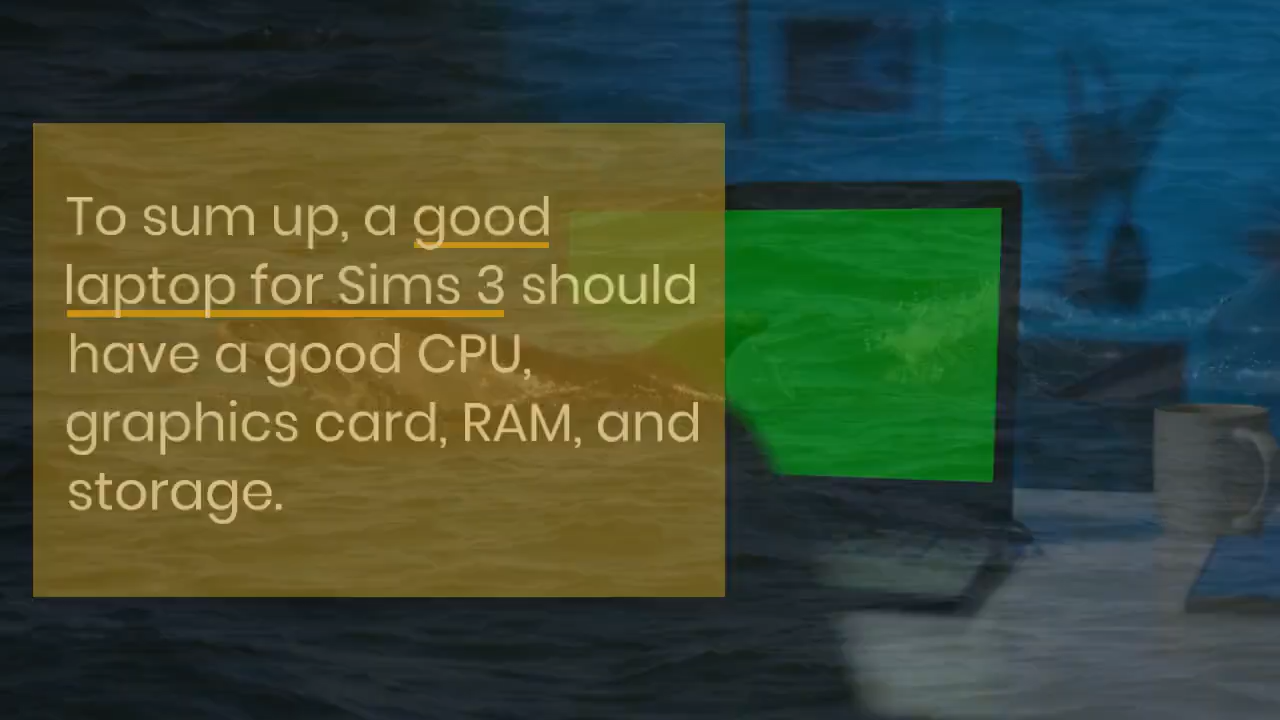 To sum up, a good
laptop for Sims 3 should
have a good CPU,
graphics card, RAM, and
storage.